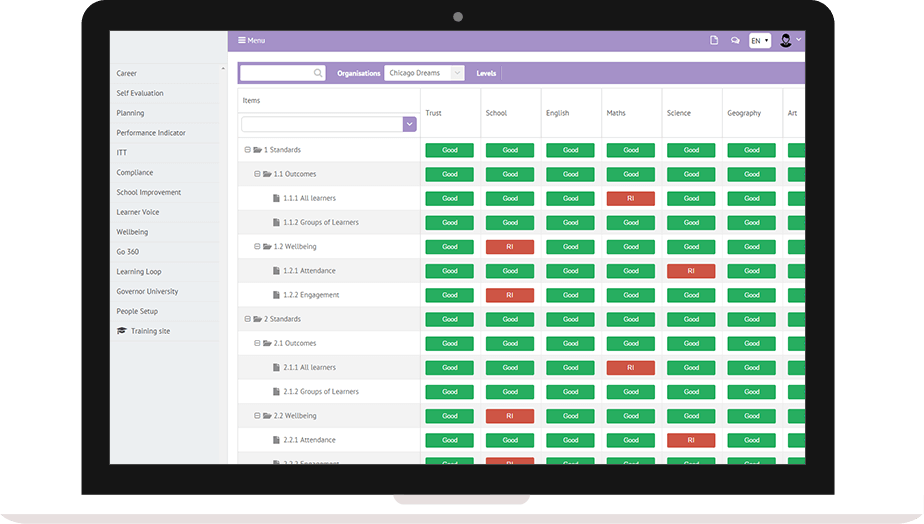 Menu
EN
Career
Self Evaluation
Planning
Performance Indicator
ITT
Compliance
School Improvement
Learner Voice
Wellbeing
Go 360
Learning Loop
Governor University
People Setup
Training site
Organisations Chicago Dreams Levels
Items Trust School English Maths Science Geography Art
1 Standards Good Good Good Good Good Good
1.1 Outcomes Good Good Good Good Good Good
1.1.1 All learners Good Good Good RI Good Good
1.1.2 Groups of Learners Good Good Good Good Good Good
1.2 Wellbeing Good RI Good Good Good Good
1.2.1 Attendance Good Good Good Good RI Good
1.2.2 Engagement Good RI Good Good Good Good
2 Standards Good Good Good Good Good Good
2.1 Outcomes Good Good Good Good Good Good
2.1.1 All learners Good Good Good RI Good Good
2.1.2 Groups of Learners Good Good Good Good Good Good
2.2 Wellbeing Good RI Good Good Good Good
2.2.1 Attendance Good Good Good Good RI Good
2.2.2 Engagement Good RI Good Good Good Good